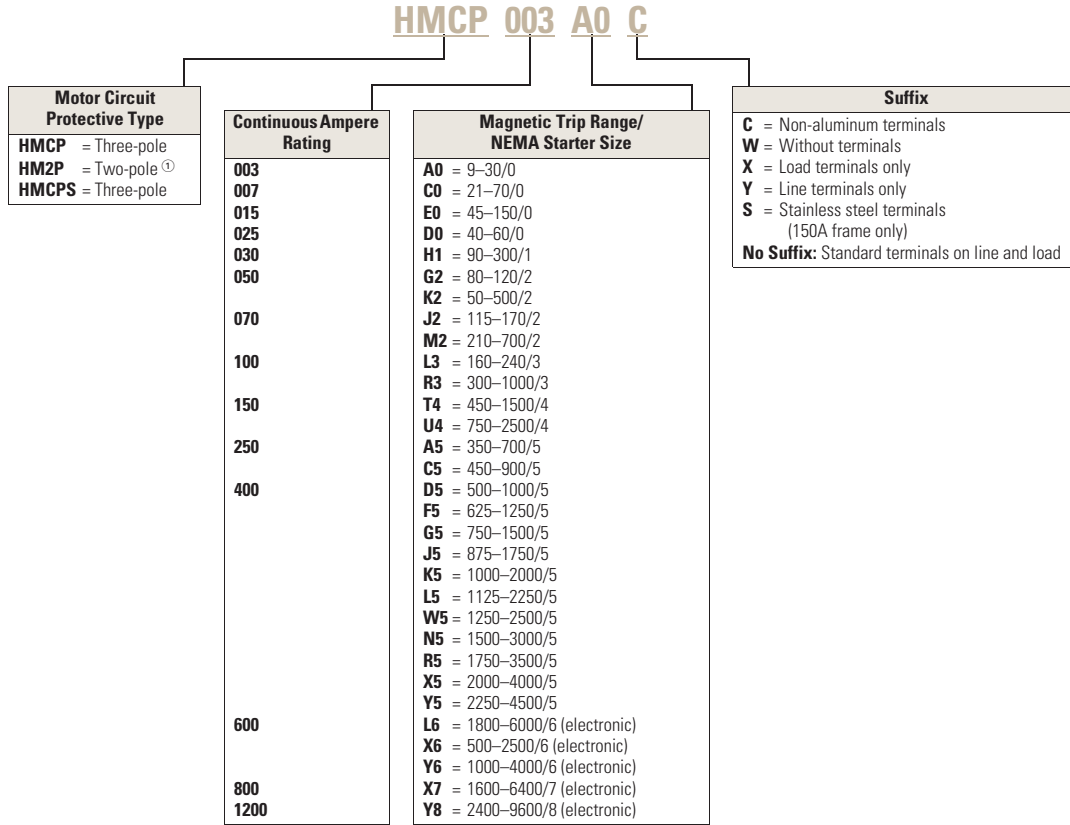 HMCP 003 A0 C
Motor Circuit
Protective Type
HMCP = Three-pole
HM2P = Two-pole ①
HMCPS = Three-pole
Continuous Ampere
Rating
003
007
015
025
030
050
070
100
150
250
400
600
800
1200
Magnetic Trip Range/
NEMA Starter Size
A0 = 9–30/0
C0 = 21–70/0
E0 = 45–150/0
D0 = 40–60/0
H1 = 90–300/1
G2 = 80–120/2
K2 = 50–500/2
J2 = 115–170/2
M2 = 210–700/2
L3 = 160–240/3
R3 = 300–1000/3
T4 = 450–1500/4
U4 = 750–2500/4
A5 = 350–700/5
C5 = 450–900/5
D5 = 500–1000/5
F5 = 625–1250/5
G5 = 750–1500/5
J5 = 875–1750/5
K5 = 1000–2000/5
L5 = 1125–2250/5
W5 = 1250–2500/5
N5 = 1500–3000/5
R5 = 1750–3500/5
X5 = 2000–4000/5
Y5 = 2250–4500/5
L6 = 1800–6000/6 (electronic)
X6 = 500–2500/6 (electronic)
Y6 = 1000–4000/6 (electronic)
X7 = 1600–6400/7 (electronic)
Y8 = 2400–9600/8 (electronic)
Suffix
C = Non-aluminum terminals
W = Without terminals
X = Load terminals only
Y = Line terminals only
S = Stainless steel terminals
(150A frame only)
No Suffix: Standard terminals on line and load